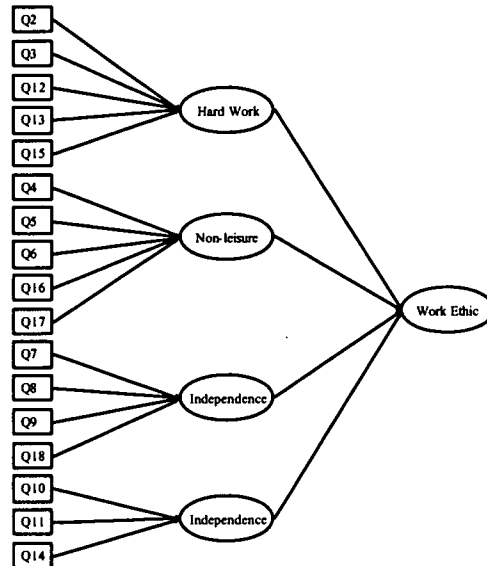 Q2
Q3
Q12
Q13
Q15
Hard Work
Q4
Q5
Q6
Q16
Q17
Non-leisure
Work Ethic
Q7
Q8
Q9
Q18
Independence
Q10
Q11
Q14
Independence